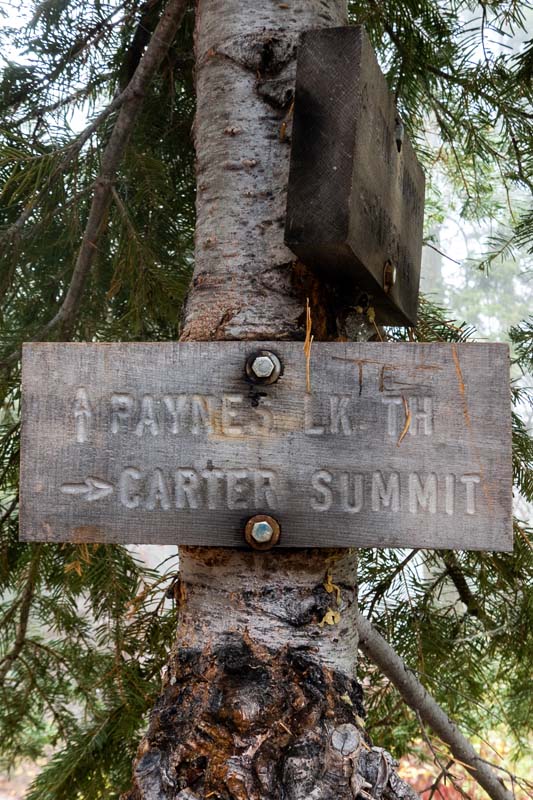 ↑ PAYNES LK. TH
→ CARTER SUMMIT